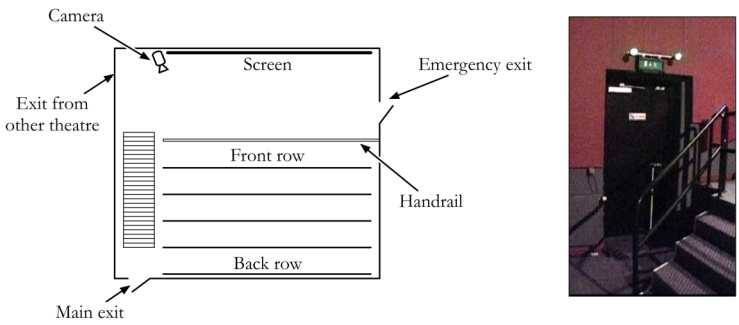 Camera
Screen
Emergency exit
Exit from
other theatre
Front row
Handrail
Back row
Main exit